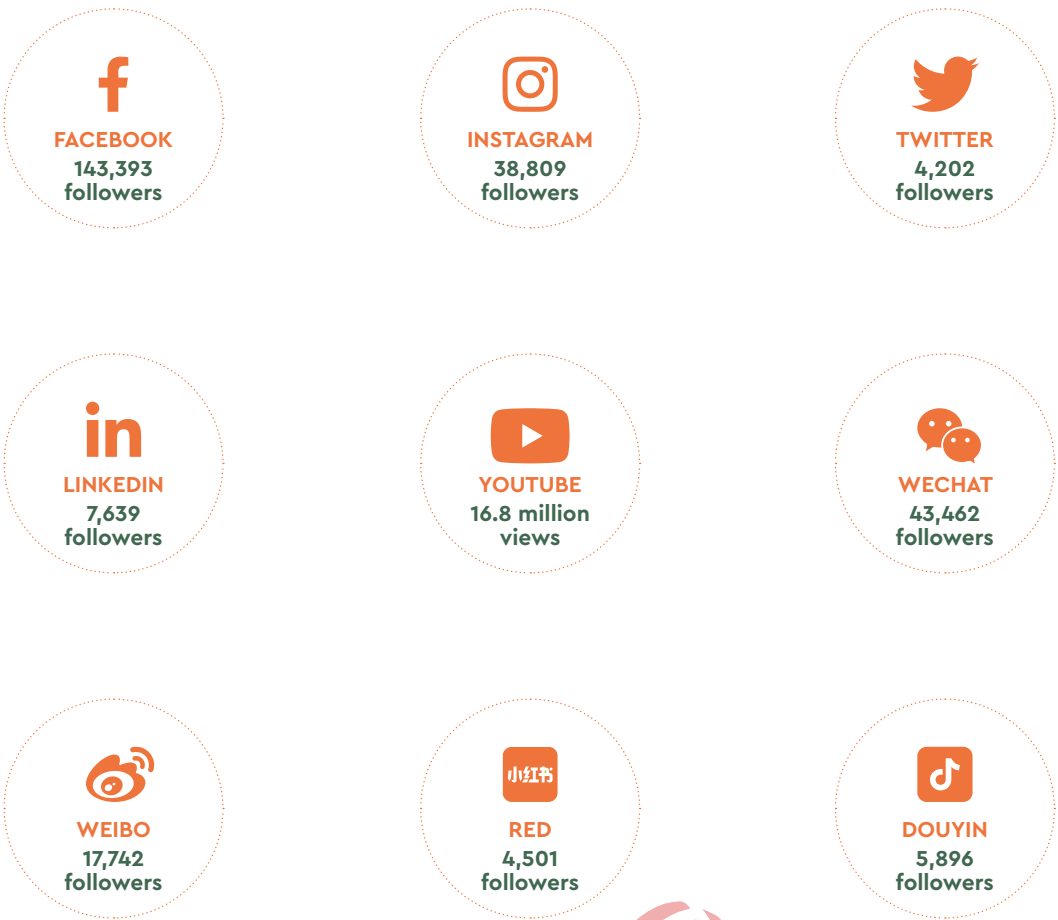 FACEBOOK
143,393
followers
INSTAGRAM
38,809
followers
TWITTER
4,202
followers
in
LINKEDIN
7,639
followers
YOUTUBE
16.8 million
views
WECHAT
43,462
followers
WEIBO
17,742
followers
小红书
RED
4,501
followers
DOUYIN
5,896
followers